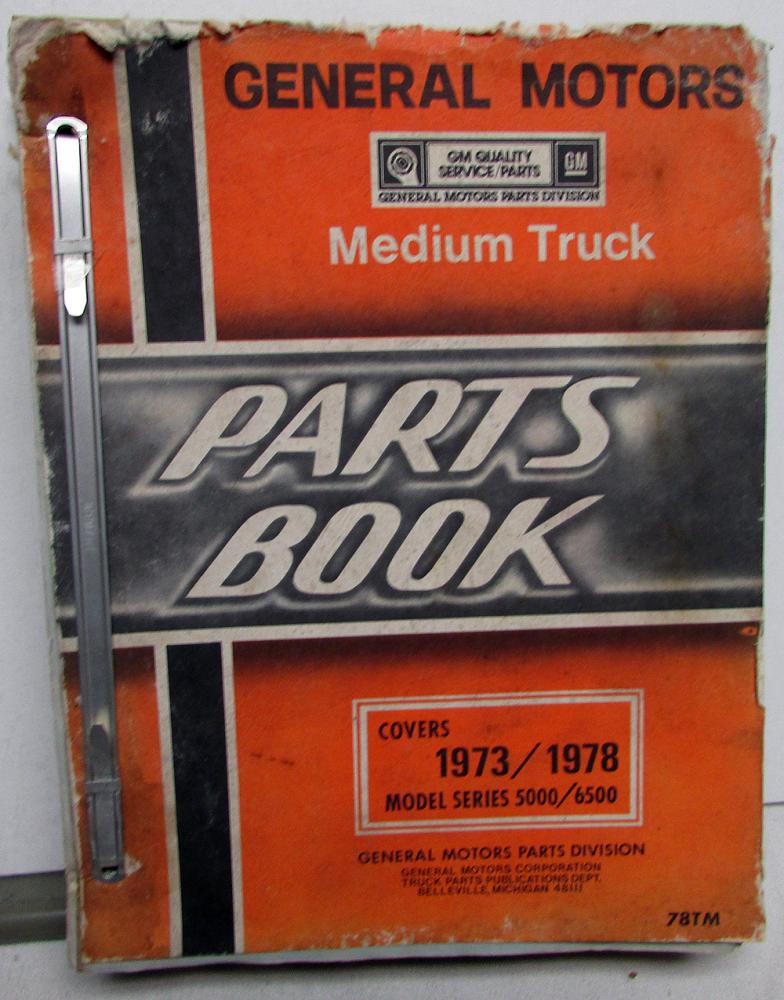 GENERAL MOTORS
GM QUALITY
SERVICE/PARTS
GM
GENERAL MOTORS PARTS DIVISION
Medium Truck
PARTS
BOOK
COVERS
1973/1978
MODEL SERIES 5000/6500
GENERAL MOTORS PARTS DIVISION
GENERAL MOTORS CORPORATION
TRUCK PARTS PUBLICATIONS DEPT.
BELLEVILLE, MICHIGAN 48111
78TM